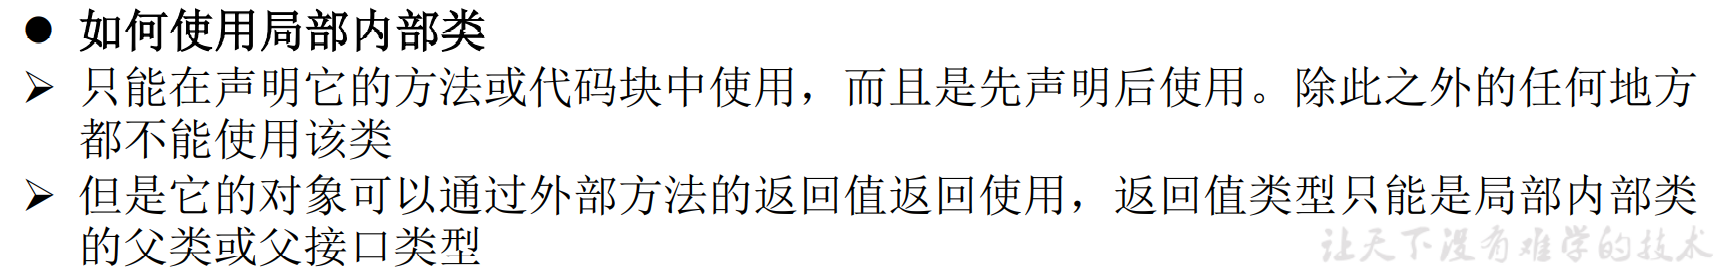 ● 如何使用局部内部类
➢ 只能在声明它的方法或代码块中使用，而且是先声明后使用。除此之外的任何地方
都不能使用该类
➢ 但是它的对象可以通过外部方法的返回值返回使用，返回值类型只能是局部内部类
的父类或父接口类型
让天下没有难学的技术